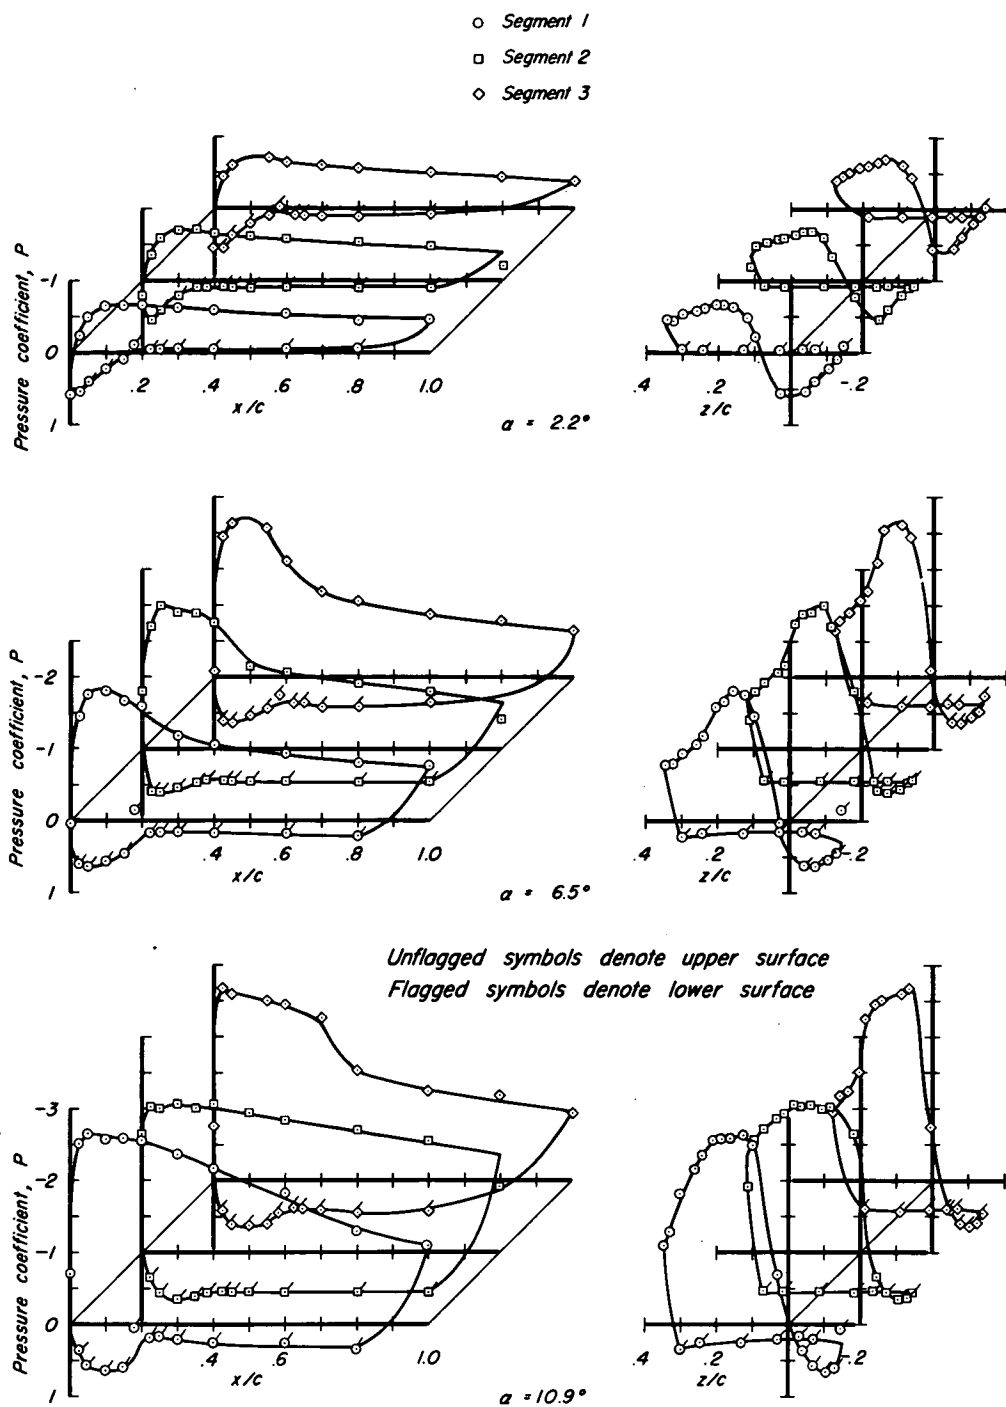 Segment 1
Segment 2
Segment 3
Pressure coefficient, P
-1
0
1
.2 .4 .6 .8 1.0
x/c
α = 2.2°
.4 .2 -.2
z/c
Pressure coefficient, P
-2
-1
0
1
.4 .6 .8 1.0
x/c
α = 6.5°
.4 .2 -.2
z/c
Unflagged symbols denote upper surface
Flagged symbols denote lower surface
Pressure coefficient, P
-3
-2
-1
0
1
.4 .6 .8 1.0
x/c
α = 10.9°
.4 .2 -.2
z/c